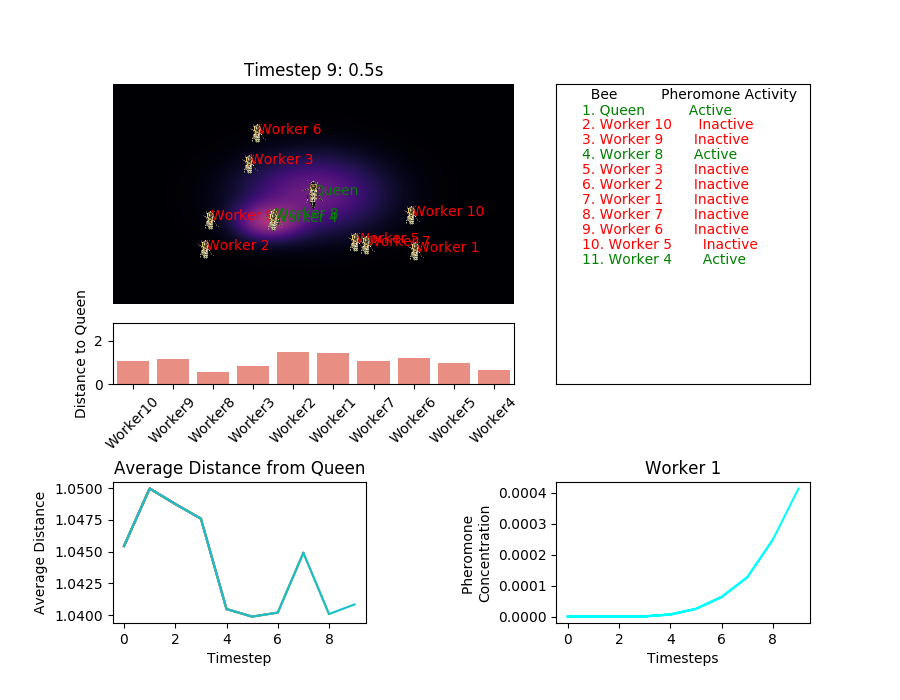 Timestep 9: 0.5s
Worker 6
Worker 3
Queen
Worker
Worker 4
Worker 10
Worker 2
Worker 5
Worker 7
Worker 1
Bee Pheromone Activity
1. Queen Active
2. Worker 10 Inactive
3. Worker 9 Inactive
4. Worker 8 Active
5. Worker 3 Inactive
6. Worker 2 Inactive
7. Worker 1 Inactive
8. Worker 7 Inactive
9. Worker 6 Inactive
10. Worker 5 Inactive
11. Worker 4 Active
Distance to Queen
2
0
Worker10
Worker9
Worker8
Worker3
Worker2
Worker1
Worker7
Worker6
Worker5
Worker4
Average Distance from Queen
Average Distance
1.0500
1.0475
1.0450
1.0425
1.0400
0 2 4 6 8
Timestep
Worker 1
Pheromone
Concentration
0.0004
0.0003
0.0002
0.0001
0.0000
0 2 4 6 8
Timesteps